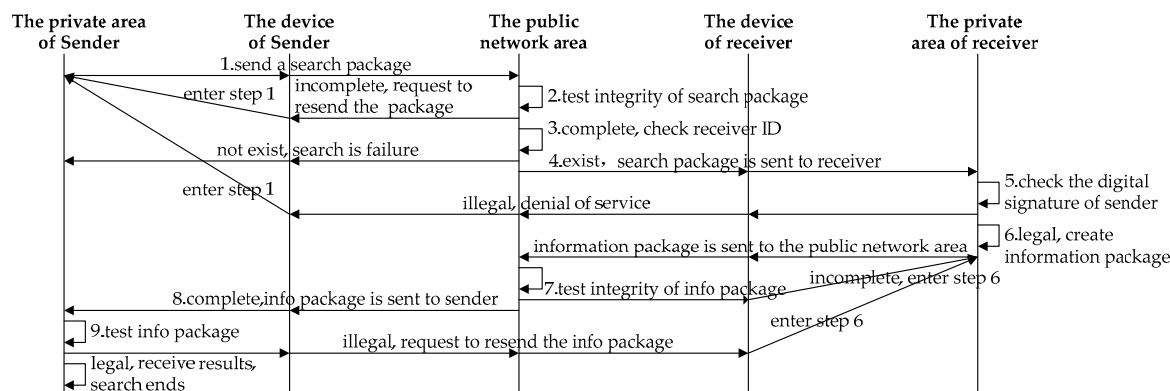 The private area
of Sender
The device
of Sender
The public
network area
The device
of receiver
The private
area of receiver
1.send a search package
enter step 1
incomplete, request to
resend the package
2.test integrity of search package
3.complete, check receiver ID
not exist, search is failure
4.exist, search package is sent to receiver
enter step 1
5.check the digital
signature of sender
illegal, denial of service
6.legal, create
information package
information package is sent to the public network area
incomplete, enter step 6
7.test integrity of info package
8.complete,info package is sent to sender
enter step 6
9.test info package
illegal, request to resend the info package
legal, receive results,
search ends